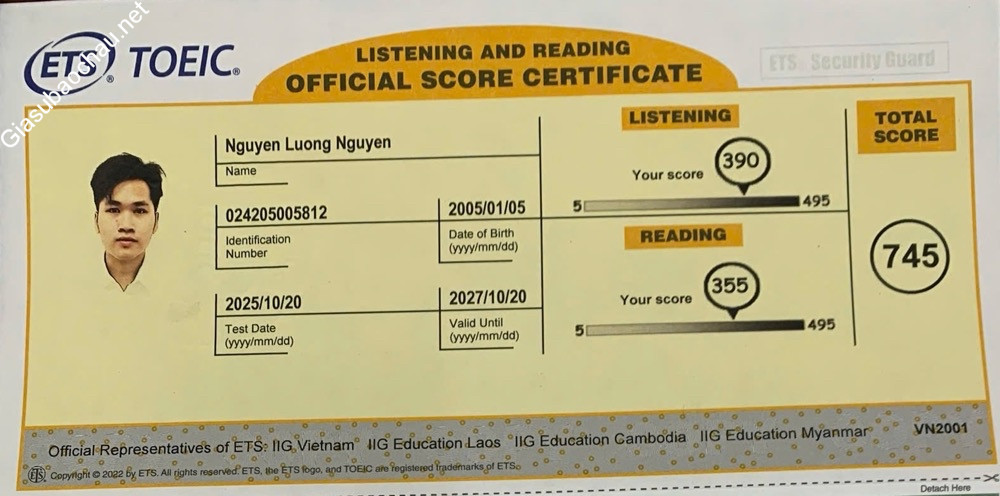 Giasubaochau.net
ETS® TOEIC®
LISTENING AND READING
OFFICIAL SCORE CERTIFICATE
ETS Security Guard
Nguyen Luong Nguyen
Name
024205005812
Identification
Number
2005/01/05
Date of Birth
(yyyy/mm/dd)
2025/10/20
Test Date
(yyyy/mm/dd)
2027/10/20
Valid Until
(yyyy/mm/dd)
LISTENING
Your score
390
5
495
READING
Your score
355
5
495
TOTAL
SCORE
745
Official Representatives of ETS: IIG Vietnam IIG Education Laos IIG Education Cambodia IIG Education Myanmar
VN2001
ETS Copyright © 2022 by ETS. All rights reserved. ETS, the ETS logo, and TOEIC are registered trademarks of ETS.
Detach Here